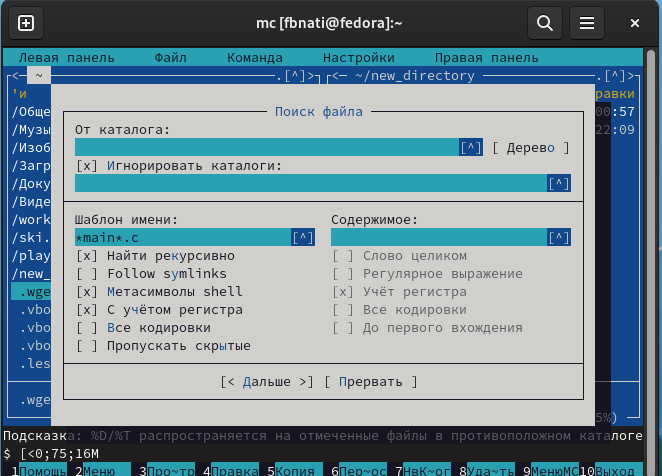 mc [fbnati@fedora]:~
Левая панель Файл Команда Настройки Правая панель
~ .[^]> <— ~/new_directory .[^]>
'и равки
/Обще 00:57
/Музы 22:09
/Изоб
/Загр
/Доку
/Виде
/work
/ski.
/play
/new_
.wge
.vbo
.vbo
.vbo
.les
.wge
5%)
Поиск файла
От каталога:
[^] [ Дерево ]
[x] Игнорировать каталоги:
[^]
Шаблон имени: Содержимое:
*main*.c [^] [^]
[x] Найти рекурсивно [ ] Слово целиком
[ ] Follow symlinks [ ] Регулярное выражение
[x] Метасимволы shell [x] Учёт регистра
[x] С учётом регистра [ ] Все кодировки
[ ] Все кодировки [ ] До первого вхождения
[ ] Пропускать скрытые
[< Дальше >] [ Прервать ]
Подсказка: %D/%T распространяется на отмеченные файлы в противоположном каталоге
$ [<0;75;16M
1Помощь 2Меню 3Про~тр 4Правка 5Копия 6Пер~ос 7НвК~ог 8Уда~ть 9МенюMC 10Выход